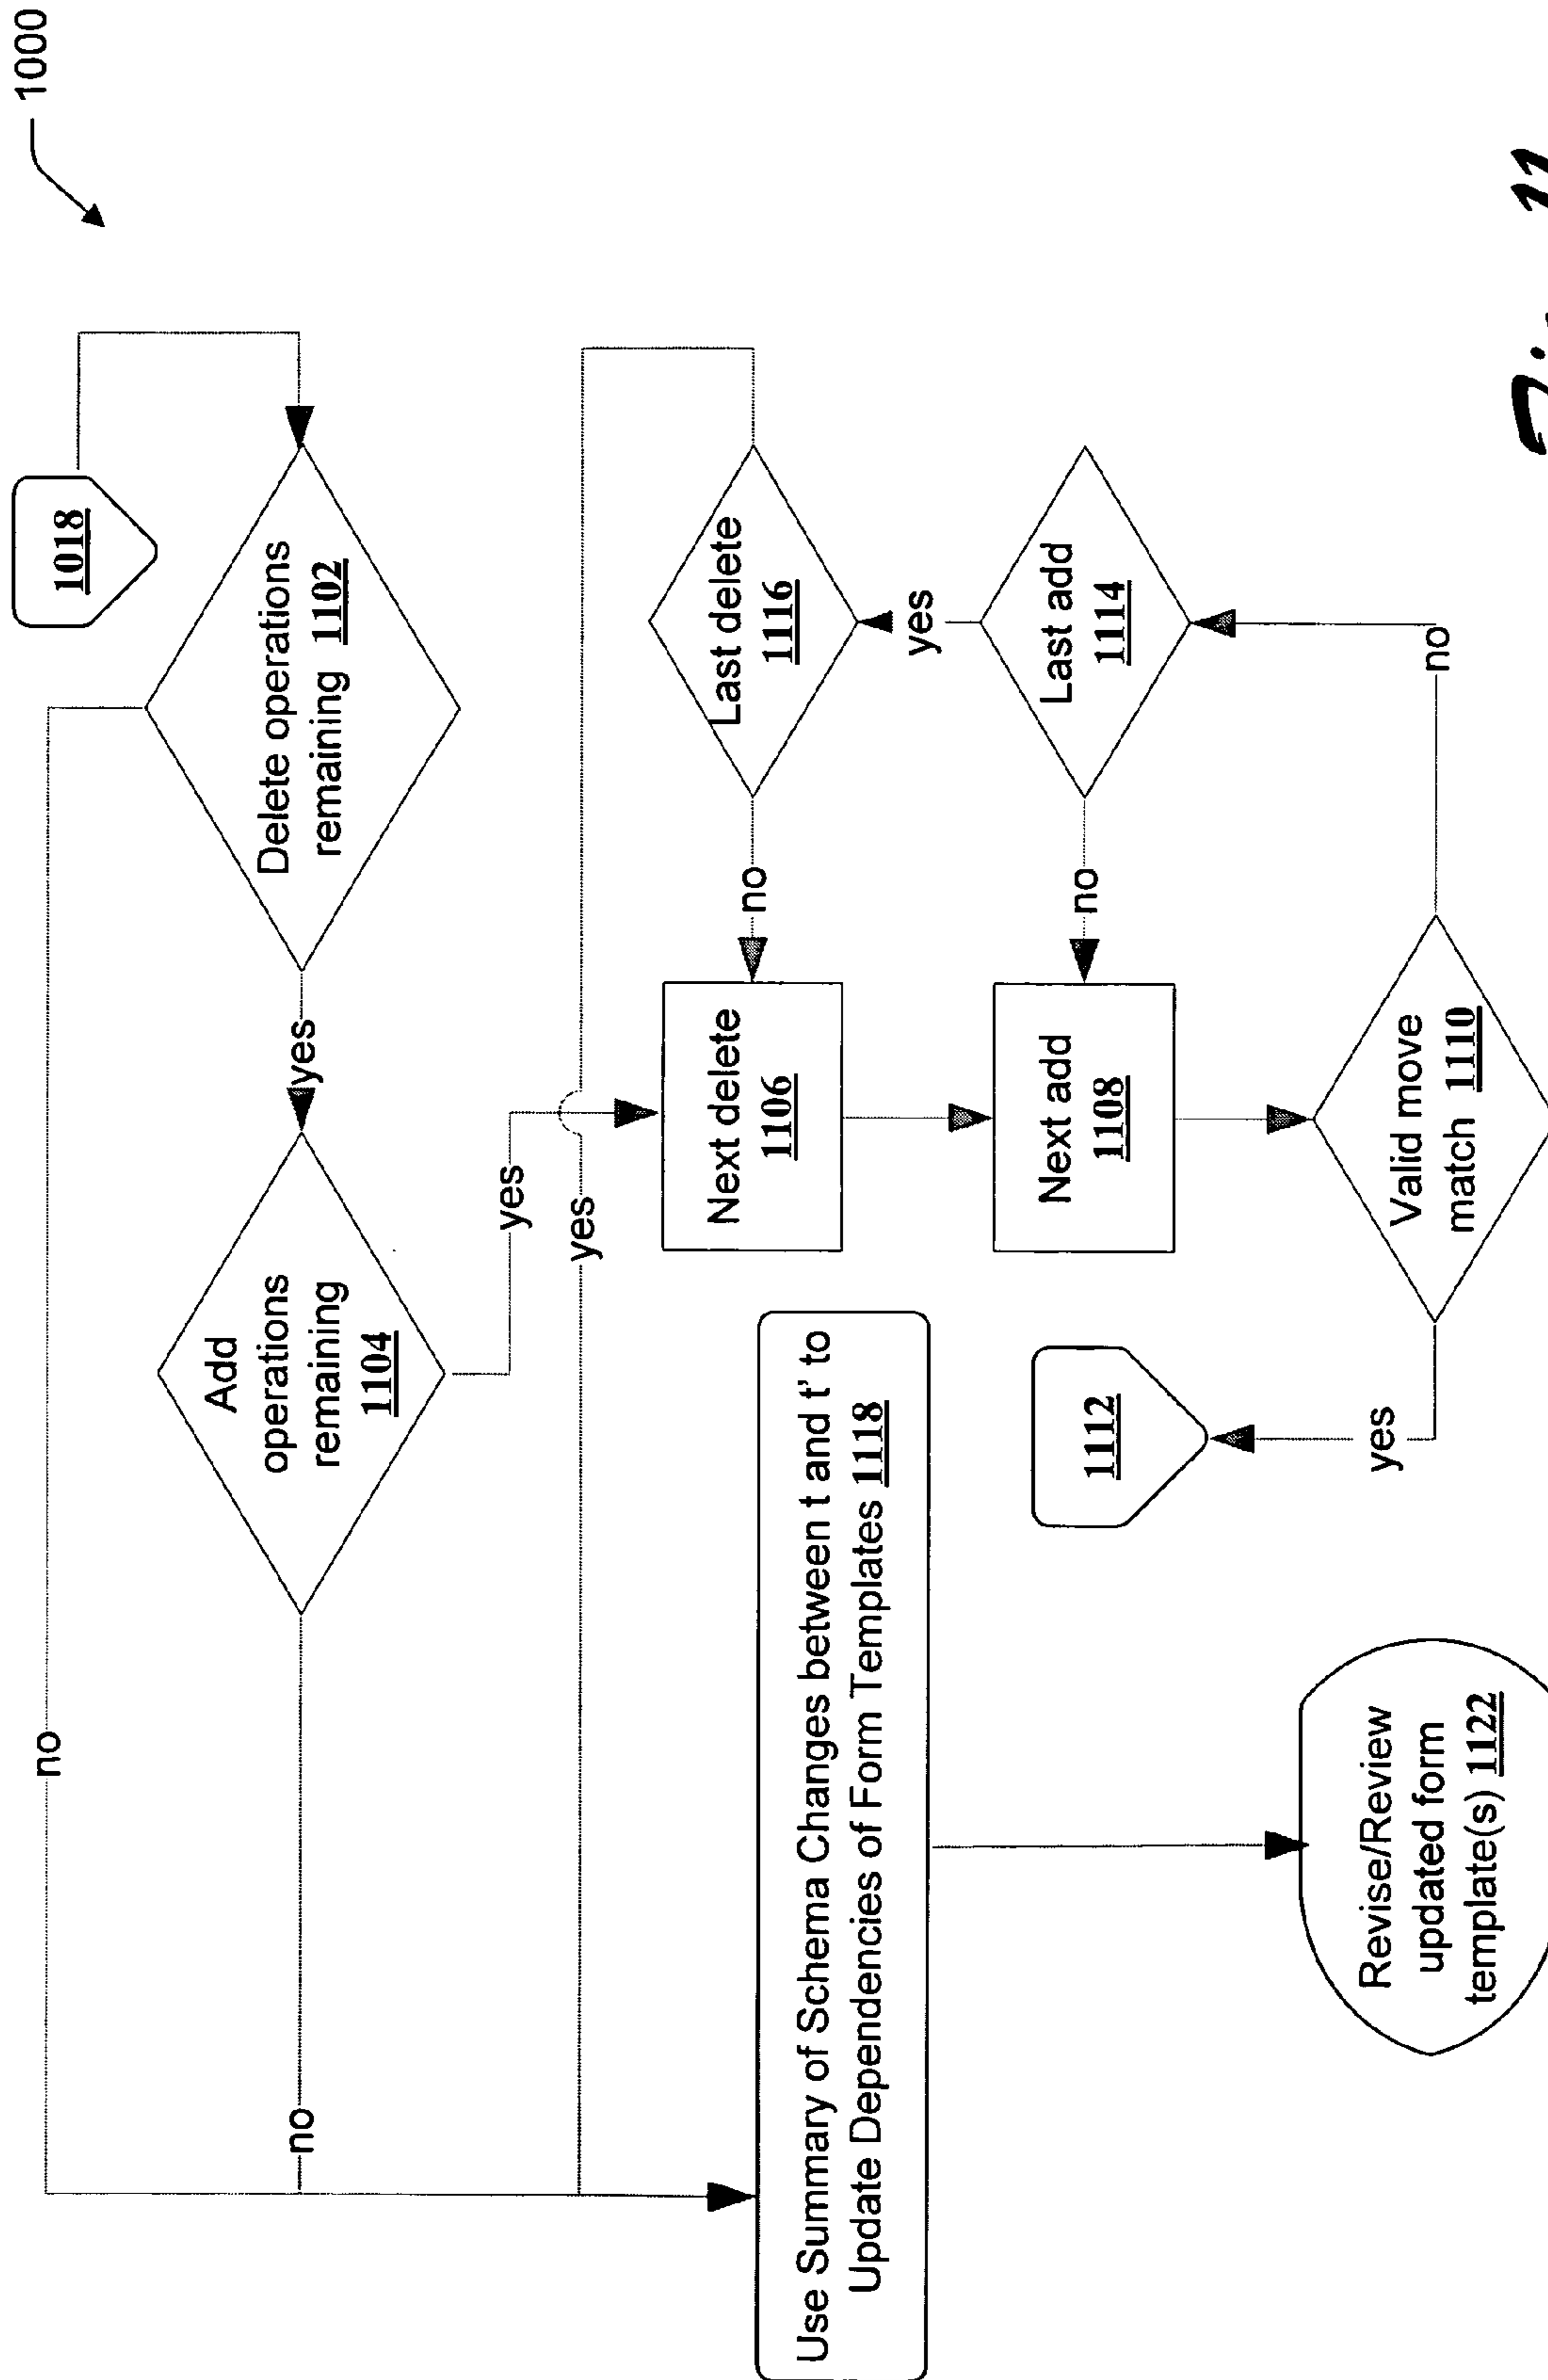 1000
1018
Delete operations
remaining 1102
no
yes
Add
operations
remaining
1104
no
yes
yes
Last delete
1116
no
Next delete
1106
yes
Last add
1114
no
Next add
1108
no
Valid move
match 1110
yes
1112
Use Summary of Schema Changes between t and t' to
Update Dependencies of Form Templates 1118
Revise/Review
updated form
template(s) 1122